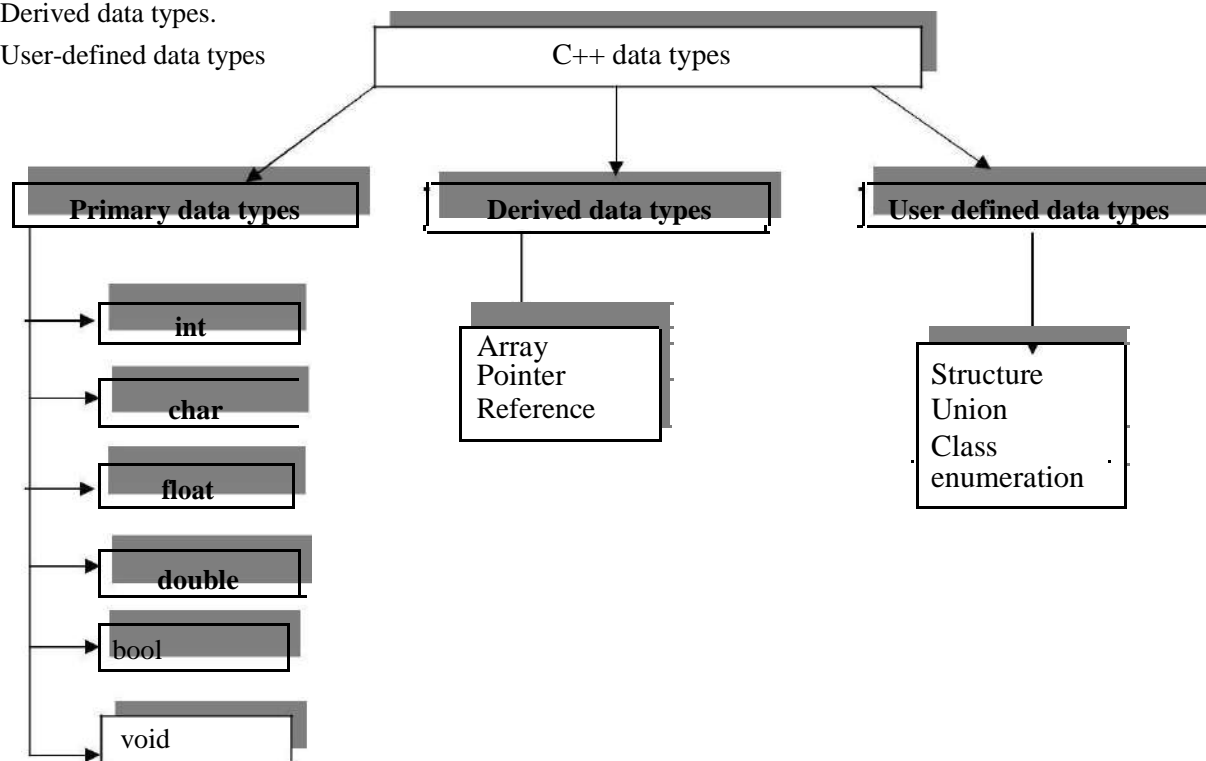 Derived data types.
User-defined data types
C++ data types
Primary data types
Derived data types
User defined data types
int
char
float
double
bool
void
Array
Pointer
Reference
Structure
Union
Class
enumeration